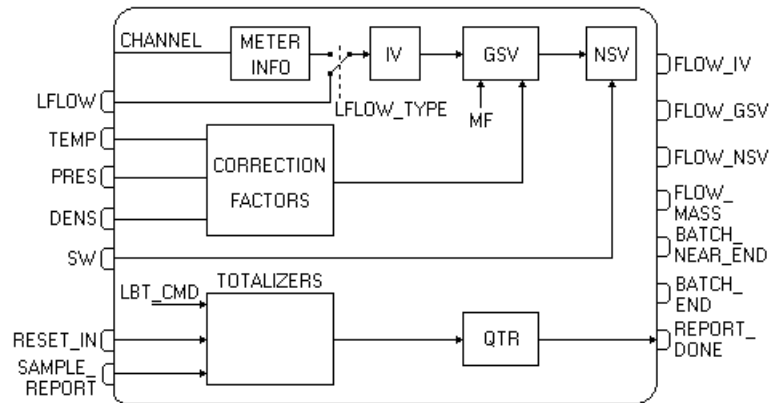 CHANNEL
METER
INFO
IV
GSV
NSV
FLOW_IV
LFLOW
LFLOW_TYPE
MF
FLOW_GSV
TEMP
CORRECTION
FACTORS
FLOW_NSV
PRES
DENS
FLOW_
MASS
SW
BATCH_
NEAR_END
TOTALIZERS
LBT_CMD
BATCH_
END
RESET_IN
QTR
REPORT_
DONE
SAMPLE_
REPORT